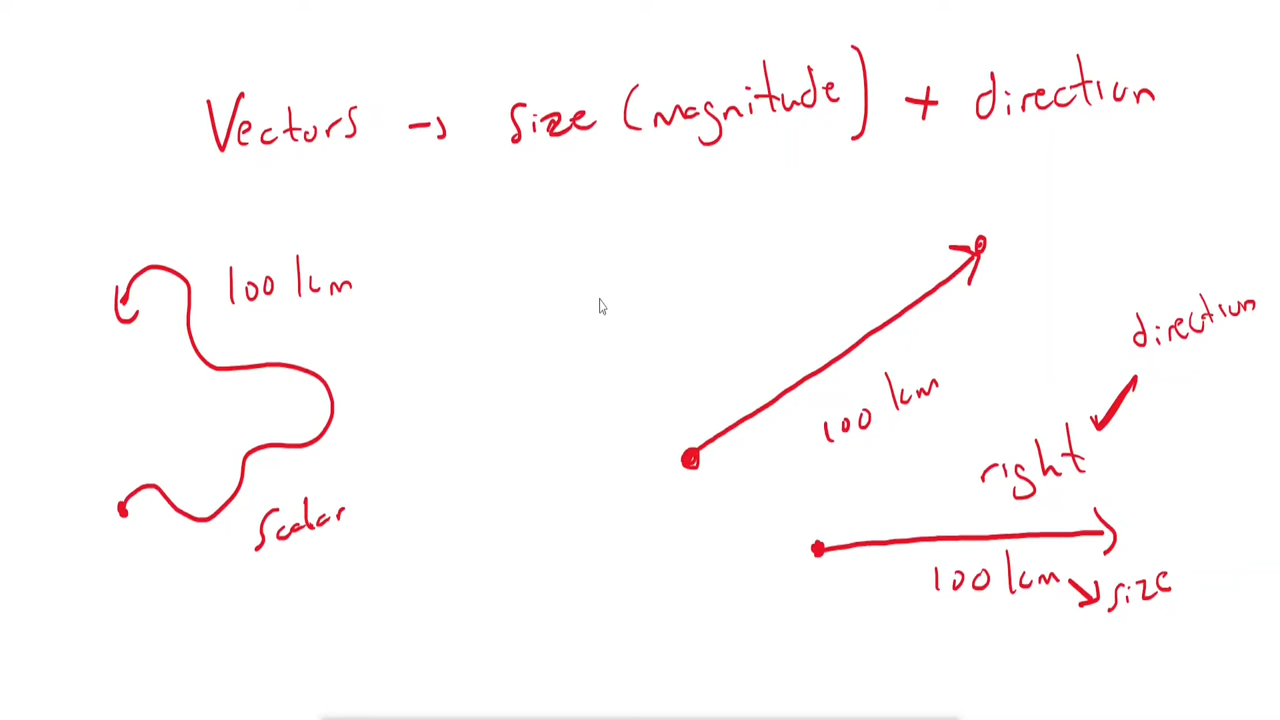 Vectors → size (magnitude) + direction
100 km
scalar
100 km
direction
right
100 km
size